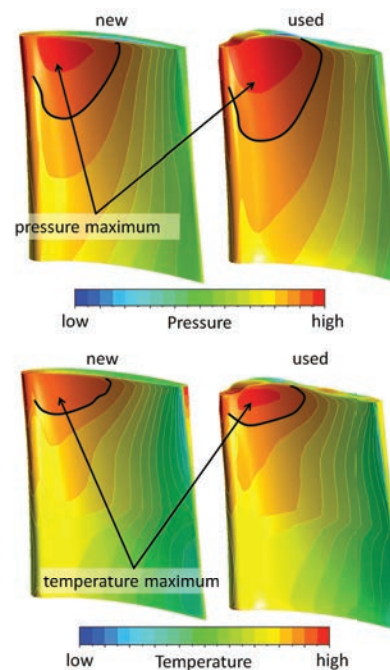 new used
pressure maximum
low Pressure high
new used
temperature maximum
low Temperature high